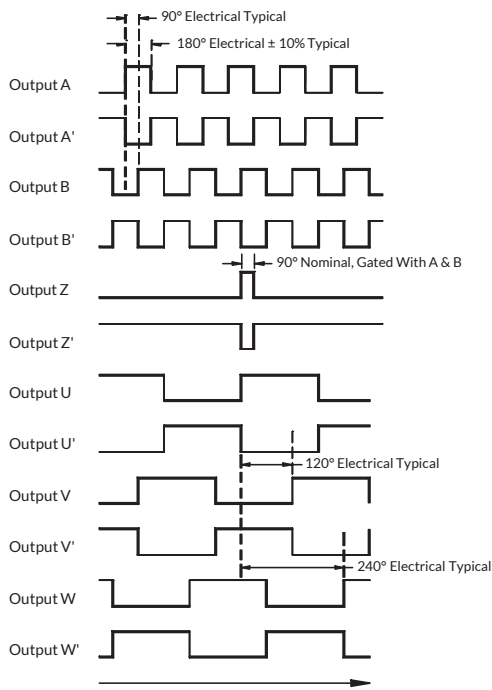 90° Electrical Typical
180° Electrical ± 10% Typical
Output A
Output A'
Output B
Output B'
90° Nominal, Gated With A & B
Output Z
Output Z'
Output U
Output U'
120° Electrical Typical
Output V
Output V'
240° Electrical Typical
Output W
Output W'